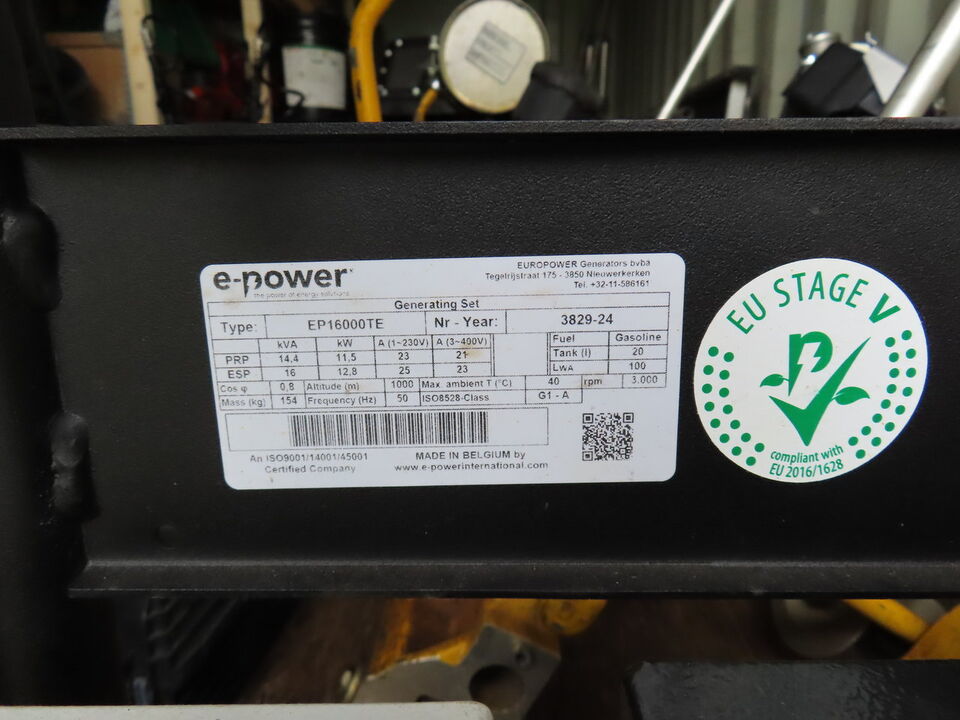 e-power
the power of energy solutions
EUROPOWER Generators bvba
Tegelrijstraat 175 - 3850 Nieuwerkerken
Tel. +32-11-586161
Generating Set
Type: EP16000TE Nr - Year: 3829-24
kVA kW A (1~230V) A (3~400V) Fuel Gasoline
PRP 14,4 11,5 23 21 Tank (l) 20
ESP 16 12,8 25 23 LWA 100
Cos φ 0,8 Altitude (m) 1000 Max ambient T (°C) 40 rpm 3.000
Mass (kg) 154 Frequency (Hz) 50 ISO8528-Class G1 - A
An ISO9001/14001/45001
Certified Company
MADE IN BELGIUM by
www.e-powerinternational.com
EU STAGE V
compliant with
EU 2016/1628